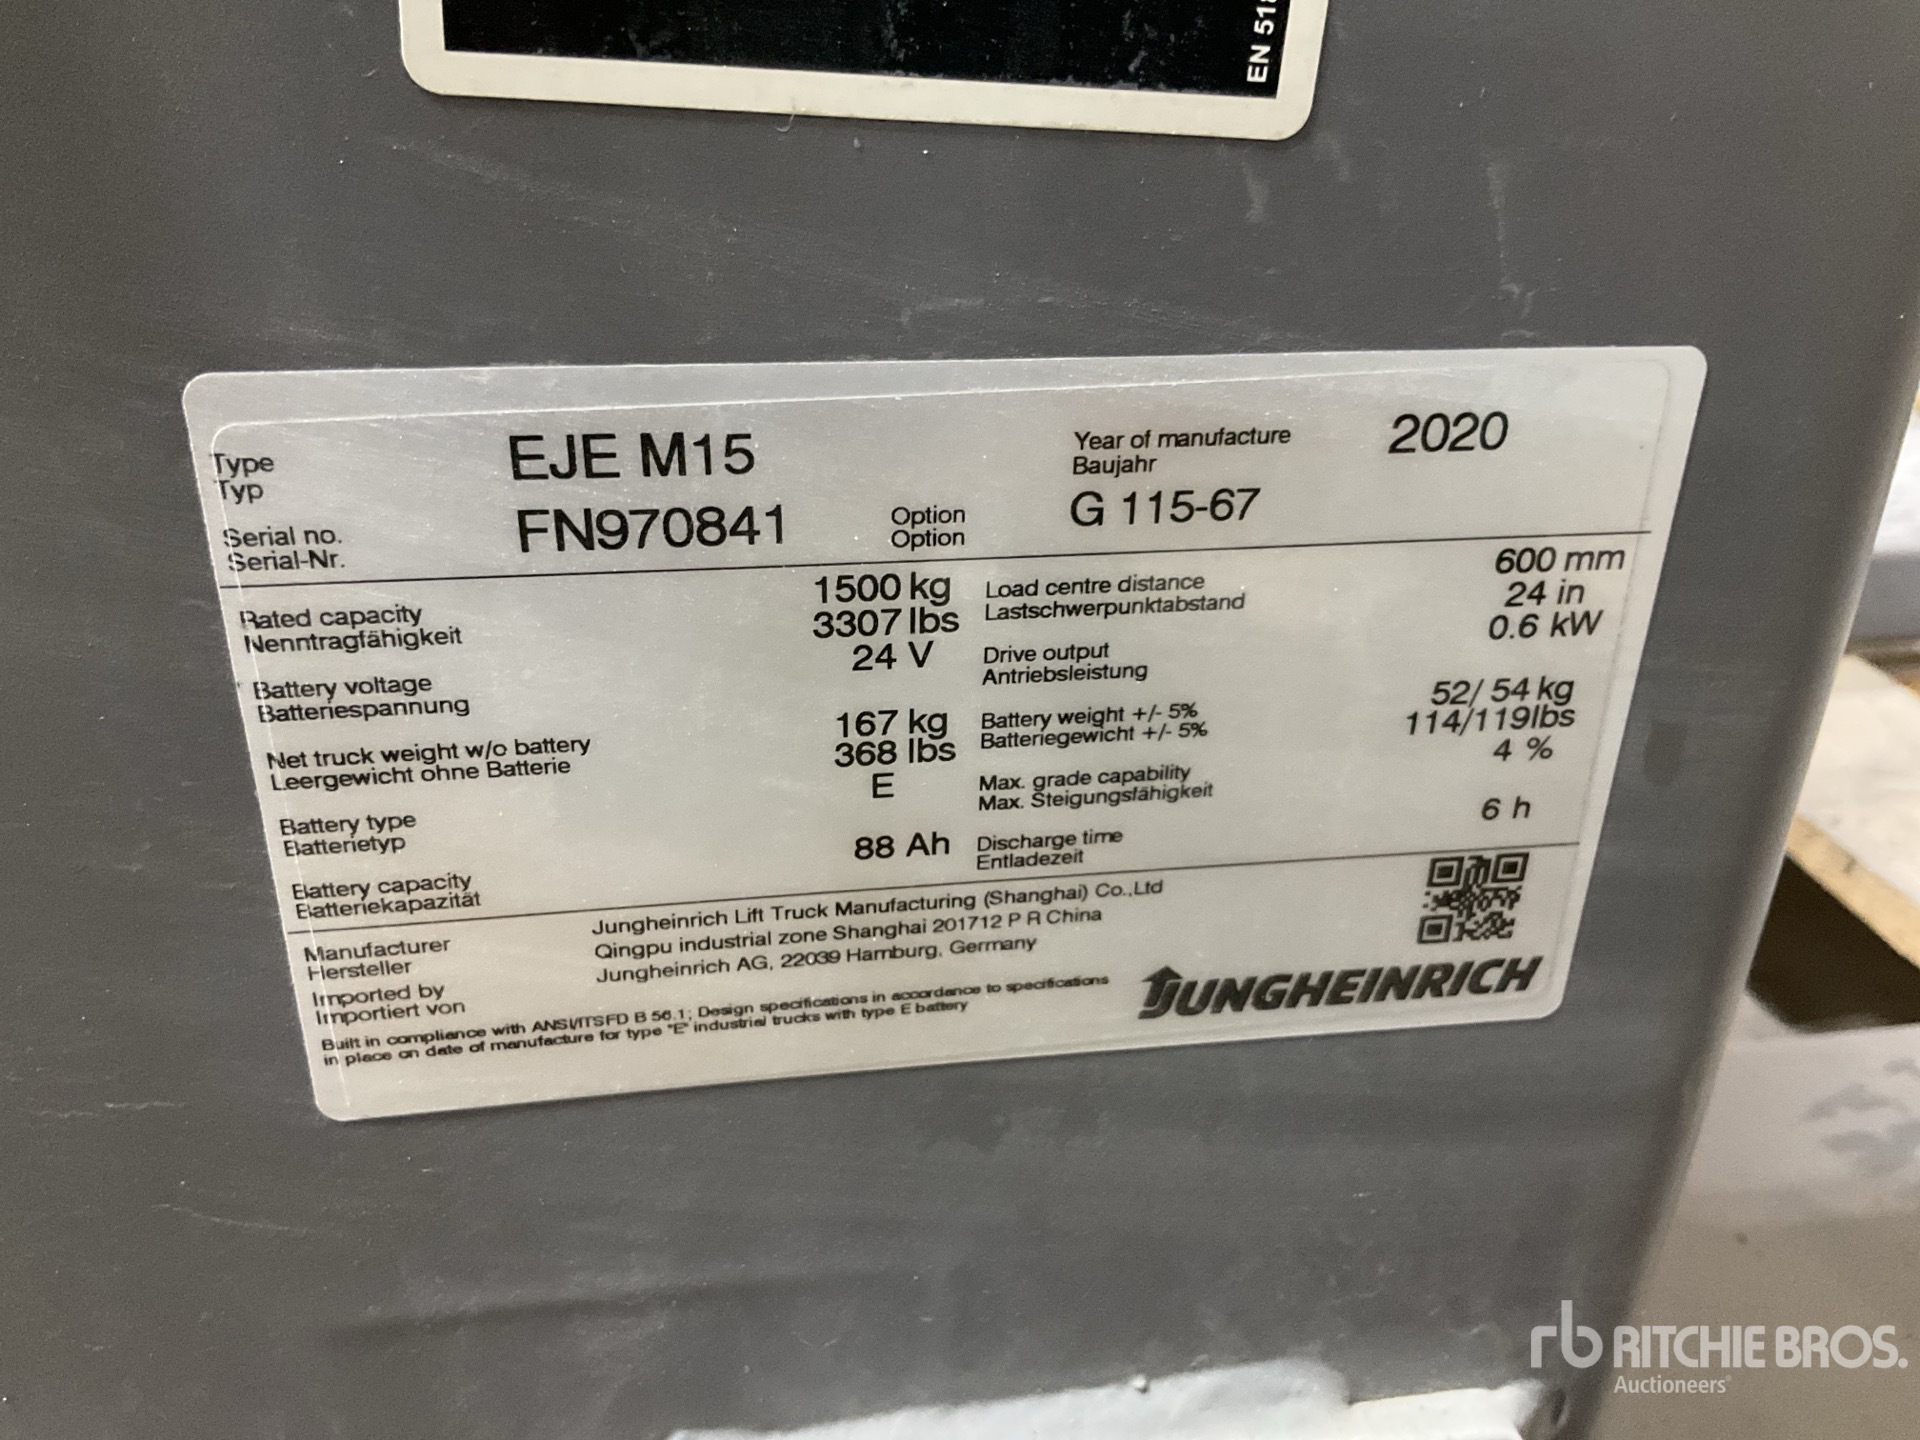 EN 518
Type EJE M15 Year of manufacture 2020
Typ Baujahr
Serial no. FN970841 Option G 115-67
Serial-Nr. Option
Rated capacity 1500 kg Load centre distance 600 mm
Nenntragfähigkeit 3307 lbs Lastschwerpunktabstand 24 in
Battery voltage 24 V Drive output 0.6 kW
Batteriespannung Antriebsleistung
Net truck weight w/o battery 167 kg Battery weight +/- 5% 52/ 54 kg
Leergewicht ohne Batterie 368 lbs Batteriegewicht +/- 5% 114/119lbs
Battery type E Max. grade capability 4 %
Batterietyp Max. Steigungsfähigkeit
Battery capacity 88 Ah Discharge time 6 h
Batteriekapazität Entladezeit
Manufacturer Jungheinrich Lift Truck Manufacturing (Shanghai) Co.,Ltd
Hersteller Qingpu industrial zone Shanghai 201712 P R China
Imported by Jungheinrich AG, 22039 Hamburg, Germany
Importiert von
Built in compliance with ANSI/ITSFD B 56.1; Design specifications in accordance to specifications
in place on date of manufacture for type "E" industrial trucks with type E battery
JUNGHEINRICH
rb RITCHIE BROS.
Auctioneers